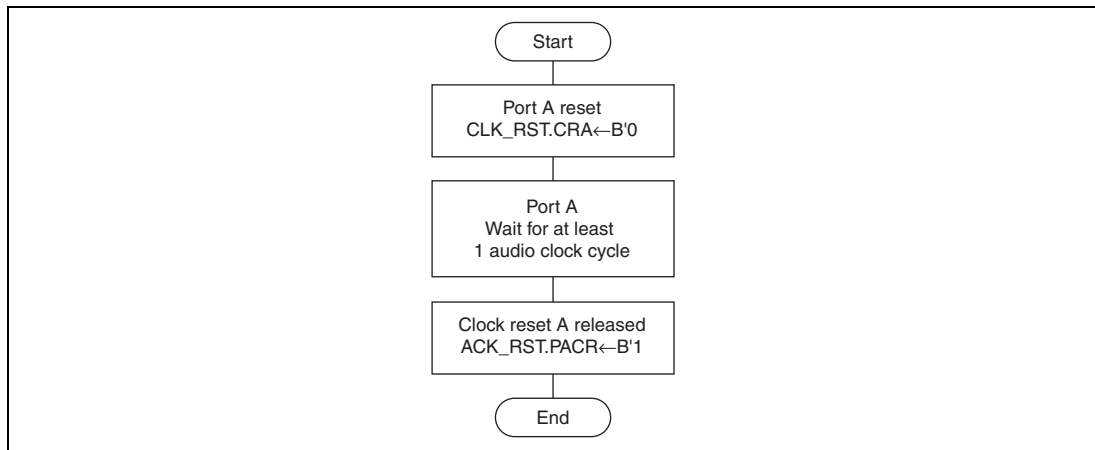 Start
Port A reset
CLK_RST.CRA←B'0
Port A
Wait for at least
1 audio clock cycle
Clock reset A released
ACK_RST.PACR←B'1
End